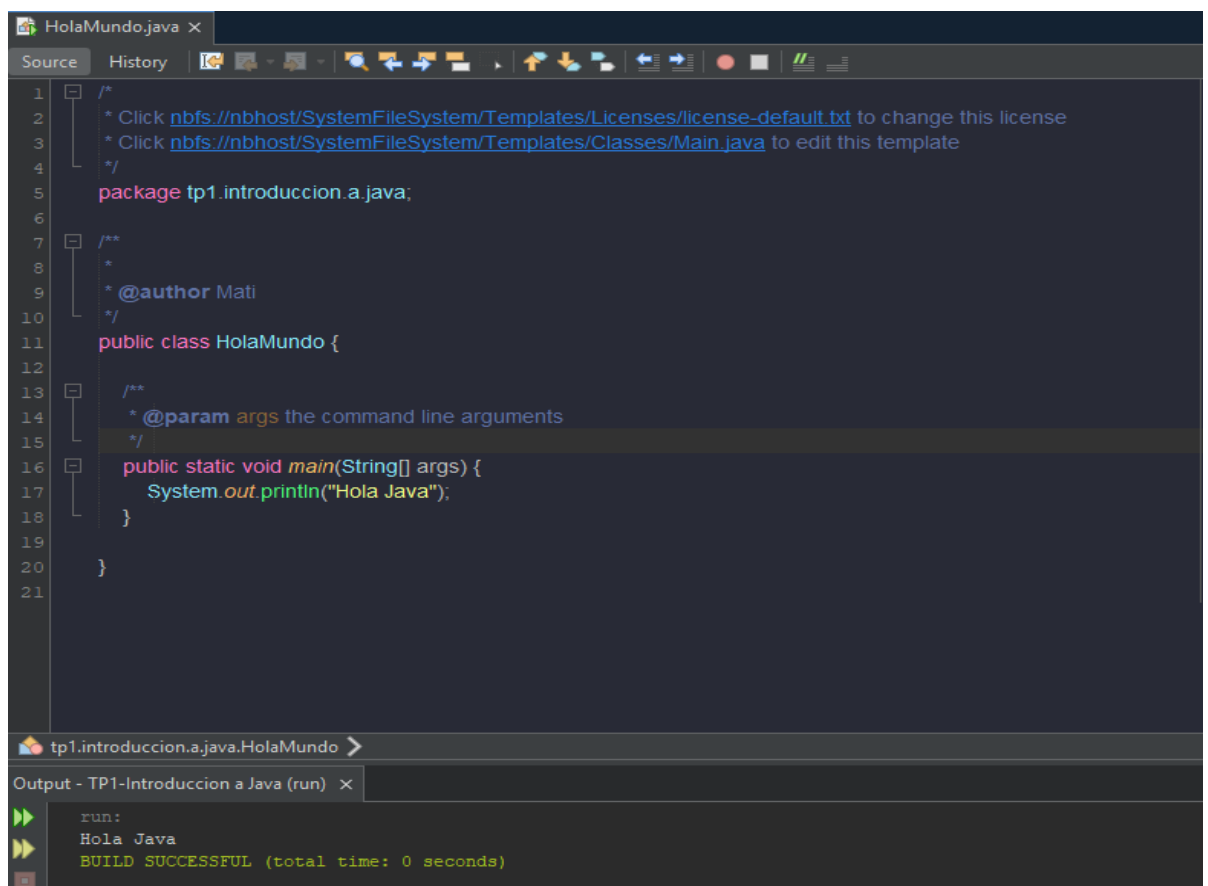 HolaMundo.java ×
Source History
1 /*
2 * Click nbfs://nbhost/SystemFileSystem/Templates/Licenses/license-default.txt to change this license
3 * Click nbfs://nbhost/SystemFileSystem/Templates/Classes/Main.java to edit this template
4 */
5 package tp1.introduccion.a.java;
6
7 /**
8 *
9 * @author Mati
10 */
11 public class HolaMundo {
12
13 /**
14 * @param args the command line arguments
15 */
16 public static void main(String[] args) {
17 System.out.println("Hola Java");
18 }
19
20 }
21
tp1.introduccion.a.java.HolaMundo
Output - TP1-Introduccion a Java (run) ×
run:
Hola Java
BUILD SUCCESSFUL (total time: 0 seconds)